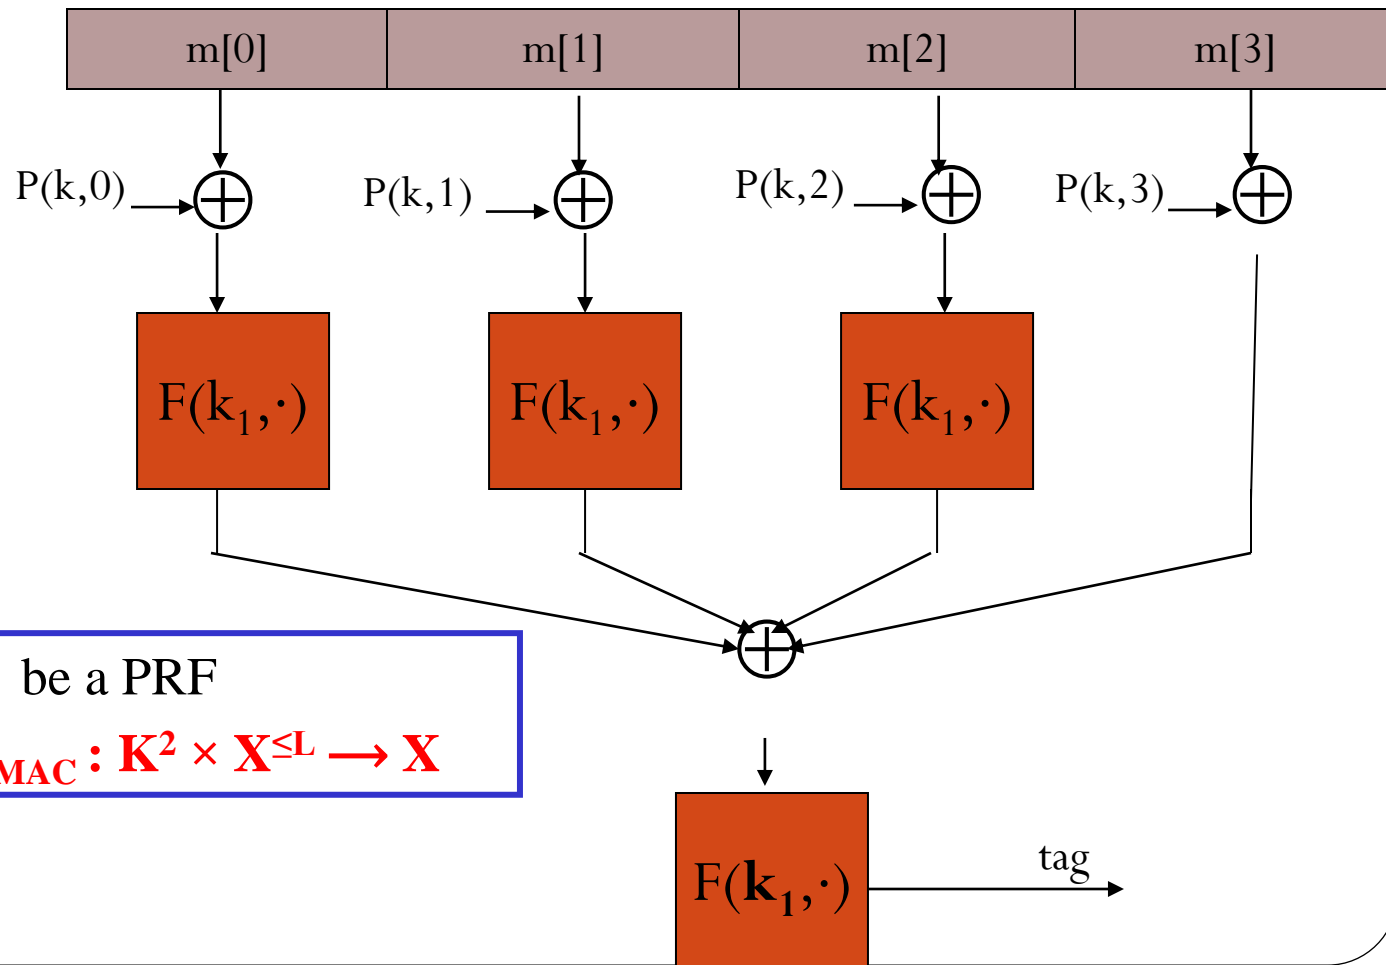 m[0] m[1] m[2] m[3]
P(k,0) P(k,1) P(k,2) P(k,3)
F(k₁,·) F(k₁,·) F(k₁,·)
be a PRF
MAC : K² × X^≤L ⟶ X
tag
F(k₁,·)